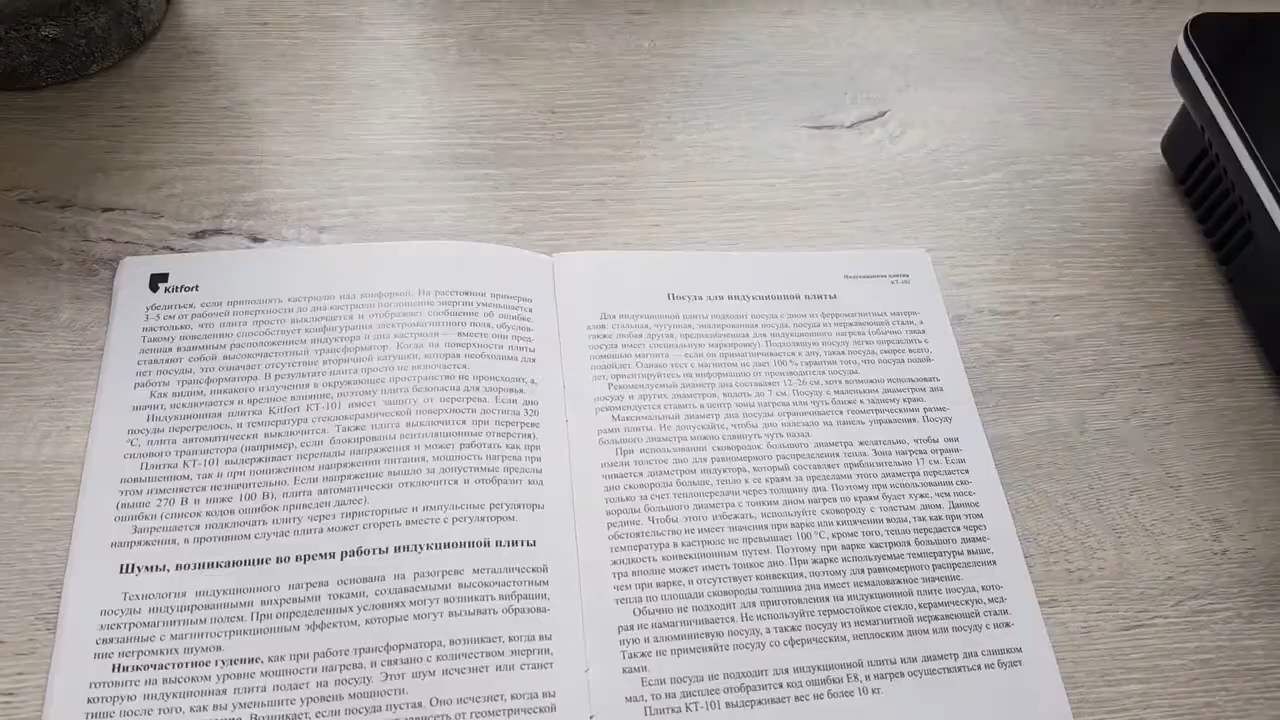 Kitfort
убедиться, если приподнять кастрюлю над конфоркой. На расстоянии примерно
3–5 см от рабочей поверхности до дна кастрюли поглощение энергии уменьшается
настолько, что плита просто выключается и отображает сообщение об ошибке.
Такому поведению способствует конфигурация электромагнитного поля, обуслов-
ленная взаимным расположением индуктора и дна кастрюли — вместе они пред-
ставляют собой высокочастотный трансформатор. Когда на поверхности плиты
нет посуды, это означает отсутствие вторичной катушки, которая необходима для
работы трансформатора. В результате плита просто не включается.
Как видим, никакого излучения в окружающее пространство не происходит, а,
значит, исключается и вредное влияние, поэтому плита безопасна для здоровья.
Индукционная плитка Kitfort КТ-101 имеет защиту от перегрева. Если дно
посуды перегрелось, и температура стеклокерамической поверхности достигла 320
°С, плита автоматически выключится. Также плита выключится при перегреве
силового транзистора (например, если блокированы вентиляционные отверстия).
Плитка КТ-101 выдерживает перепады напряжения и может работать как при
повышенном, так и при пониженном напряжении питания, мощность нагрева при
этом изменяется незначительно. Если напряжение вышло за допустимые пределы
(выше 270 В и ниже 100 В), плита автоматически отключится и отобразит код
ошибки (список кодов ошибок приведен далее).
Запрещается подключать плиту через тиристорные и импульсные регуляторы
напряжения, в противном случае плита может сгореть вместе с регулятором.
Шумы, возникающие во время работы индукционной плиты
Технология индукционного нагрева основана на разогреве металлической
посуды индуцированными вихревыми токами, создаваемыми высокочастотным
электромагнитным полем. При определенных условиях могут возникать вибрации,
связанные с магнитострикционным эффектом, которые могут вызывать образова-
ние негромких шумов.
Низкочастотное гудение, как при работе трансформатора, возникает, когда вы
готовите на высоком уровне мощности нагрева, и связано с количеством энергии,
которую индукционная плита подает на посуду. Этот шум исчезнет или станет
тише после того, как вы уменьшите уровень мощности.
Возникает, если посуда пустая. Оно исчезнет, когда вы
зависеть от геометрической
Индукционная плитка
КТ-101
Посуда для индукционной плиты
Для индукционной плиты подходит посуда с дном из ферромагнитных матери-
алов: стальная, чугунная, эмалированная посуда, посуда из нержавеющей стали, а
также любая другая, предназначенная для индукционного нагрева (обычно такая
посуда имеет специальную маркировку). Подходящую посуду легко определить с
помощью магнита — если он примагничивается к дну, такая посуда, скорее всего,
подойдет. Однако тест с магнитом не дает 100 % гарантии того, что посуда подой-
дет, ориентируйтесь на информацию от производителя посуды.
Рекомендуемый диаметр дна составляет 12–26 см, хотя возможно использовать
посуду и других диаметров, вплоть до 7 см. Посуду с маленьким диаметром дна
рекомендуется ставить в центр зоны нагрева или чуть ближе к заднему краю.
Максимальный диаметр дна посуды ограничивается геометрическими разме-
рами плиты. Не допускайте, чтобы дно налезало на панель управления. Посуду
большого диаметра можно сдвинуть чуть назад.
При использовании сковородок большого диаметра желательно, чтобы они
имели толстое дно для равномерного распределения тепла. Зона нагрева ограни-
чивается диаметром индуктора, который составляет приблизительно 17 см. Если
дно сковороды больше, тепло к ее краям за пределами этого диаметра передается
только за счет теплопередачи через толщину дна. Поэтому при использовании ско-
вороды большого диаметра с тонким дном нагрев по краям будет хуже, чем посе-
редине. Чтобы этого избежать, используйте сковороду с толстым дном. Данное
обстоятельство не имеет значения при варке или кипячении воды, так как при этом
температура в кастрюле не превышает 100 °С, кроме того, тепло передается через
жидкость конвекционным путем. Поэтому при варке кастрюля большого диаме-
тра вполне может иметь тонкое дно. При жарке используемые температуры выше,
чем при варке, и отсутствует конвекция, поэтому для равномерного распределения
тепла по площади сковороды толщина дна имеет немаловажное значение.
Обычно не подходит для приготовления на индукционной плите посуда, кото-
рая не намагничивается. Не используйте термостойкое стекло, керамическую, мед-
ную и алюминиевую посуду, а также посуду из немагнитной нержавеющей стали.
Также не применяйте посуду со сферическим, неплоским дном или посуду с нож-
ками.
Если посуда не подходит для индукционной плиты или диаметр дна слишком
мал, то на дисплее отобразится код ошибки E8, и нагрев осуществляться не будет
Плитка КТ-101 выдерживает вес не более 10 кг.